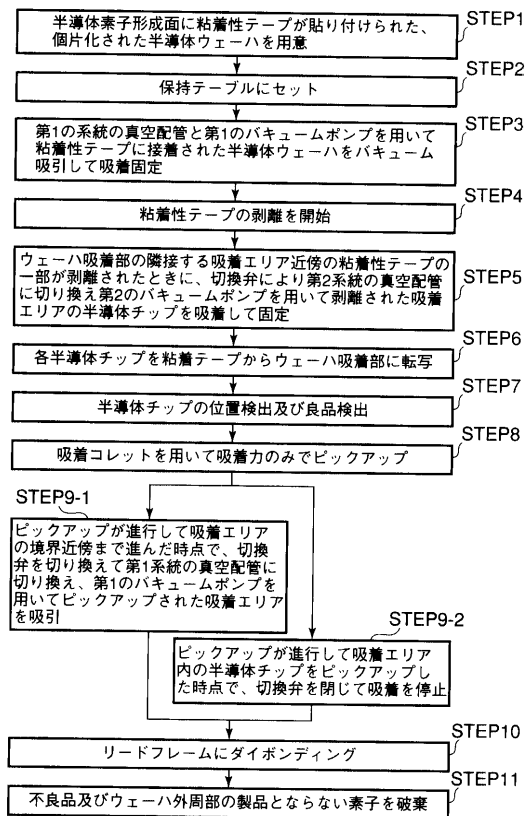 STEP1
半導体素子形成面に粘着性テープが貼り付けられた、
個片化された半導体ウェーハを用意
STEP2
保持テーブルにセット
STEP3
第1の系統の真空配管と第1のバキュームポンプを用いて
粘着性テープに接着された半導体ウェーハをバキューム
吸引して吸着固定
STEP4
粘着性テープの剥離を開始
STEP5
ウェーハ吸着部の隣接する吸着エリア近傍の粘着性テープの
一部が剥離されたときに、切換弁により第2系統の真空配管
に切り換え第2のバキュームポンプを用いて剥離された吸着
エリアの半導体チップを吸着して固定
STEP6
各半導体チップを粘着テープからウェーハ吸着部に転写
STEP7
半導体チップの位置検出及び良品検出
STEP8
吸着コレットを用いて吸着力のみでピックアップ
STEP9-1
ピックアップが進行して吸着エリア
の境界近傍まで進んだ時点で、切換
弁を切り換えて第1系統の真空配管に
切り換え、第1のバキュームポンプを
用いてピックアップされた吸着エリア
を吸引
STEP9-2
ピックアップが進行して吸着エリア
内の半導体チップをピックアップし
た時点で、切換弁を閉じて吸着を停止
STEP10
リードフレームにダイボンディング
STEP11
不良品及びウェーハ外周部の製品とならない素子を破棄